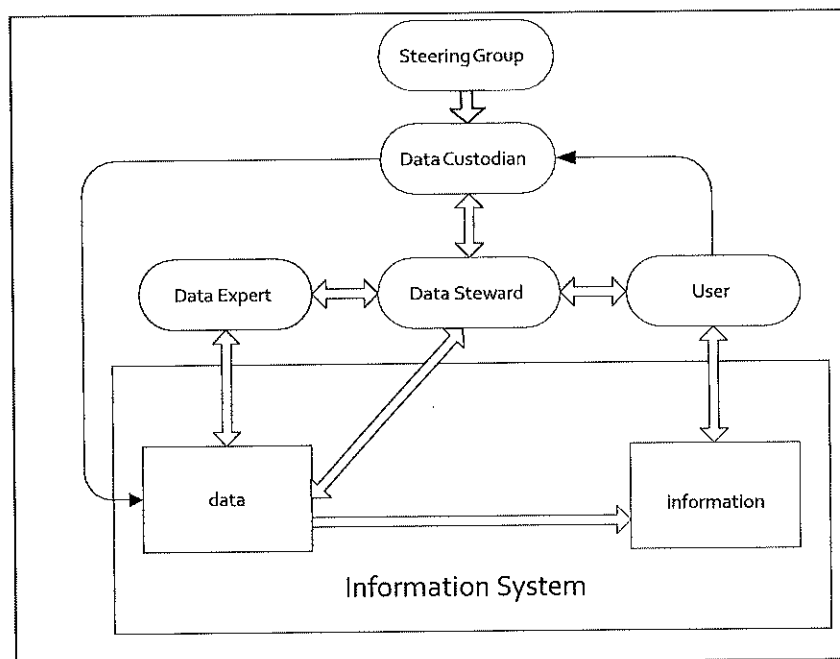 Steering Group
Data Custodian
Data Expert
Data Steward
User
data
information
Information System